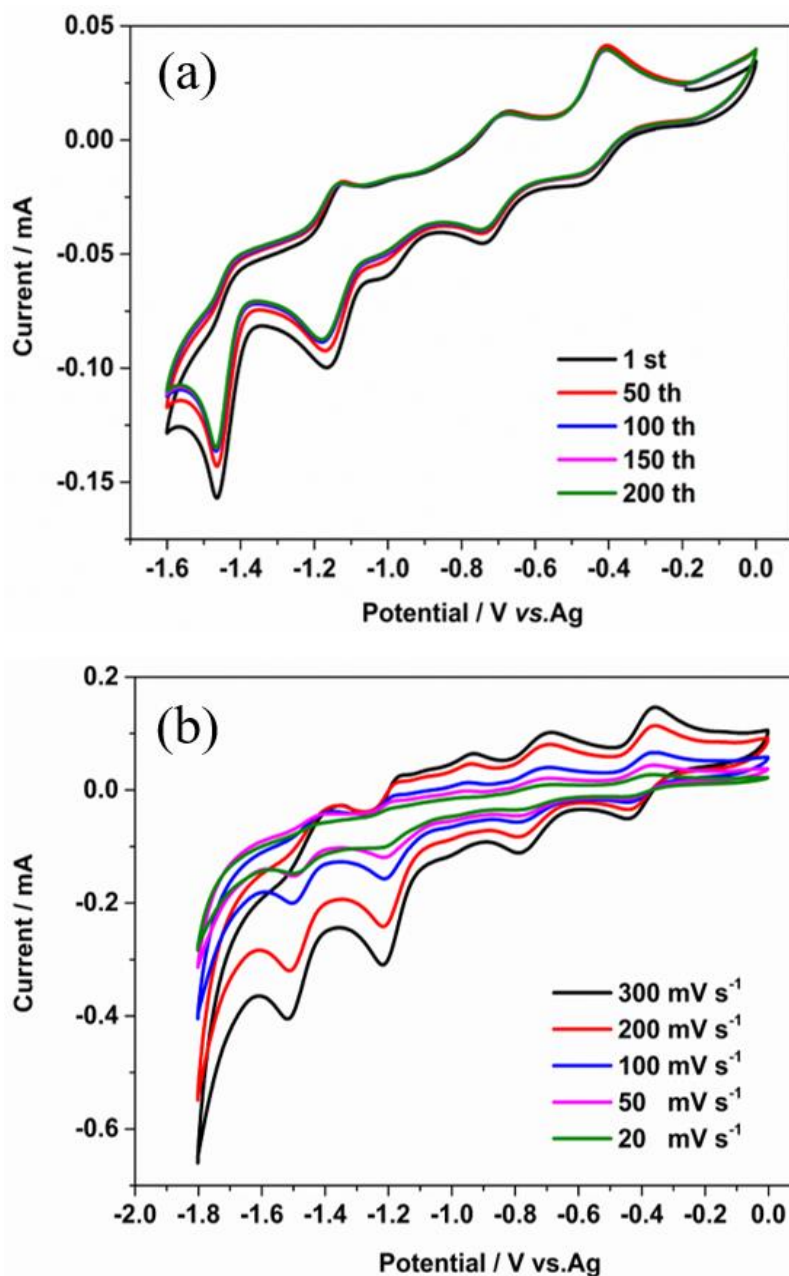 (a)
0.05
0.00
-0.05
-0.10
-0.15
Current / mA
1 st
50 th
100 th
150 th
200 th
-1.6 -1.4 -1.2 -1.0 -0.8 -0.6 -0.4 -0.2 0.0
Potential / V vs.Ag
(b)
0.2
0.0
-0.2
-0.4
-0.6
Current / mA
300 mV s⁻¹
200 mV s⁻¹
100 mV s⁻¹
50 mV s⁻¹
20 mV s⁻¹
-2.0 -1.8 -1.6 -1.4 -1.2 -1.0 -0.8 -0.6 -0.4 -0.2 0.0
Potential / V vs.Ag